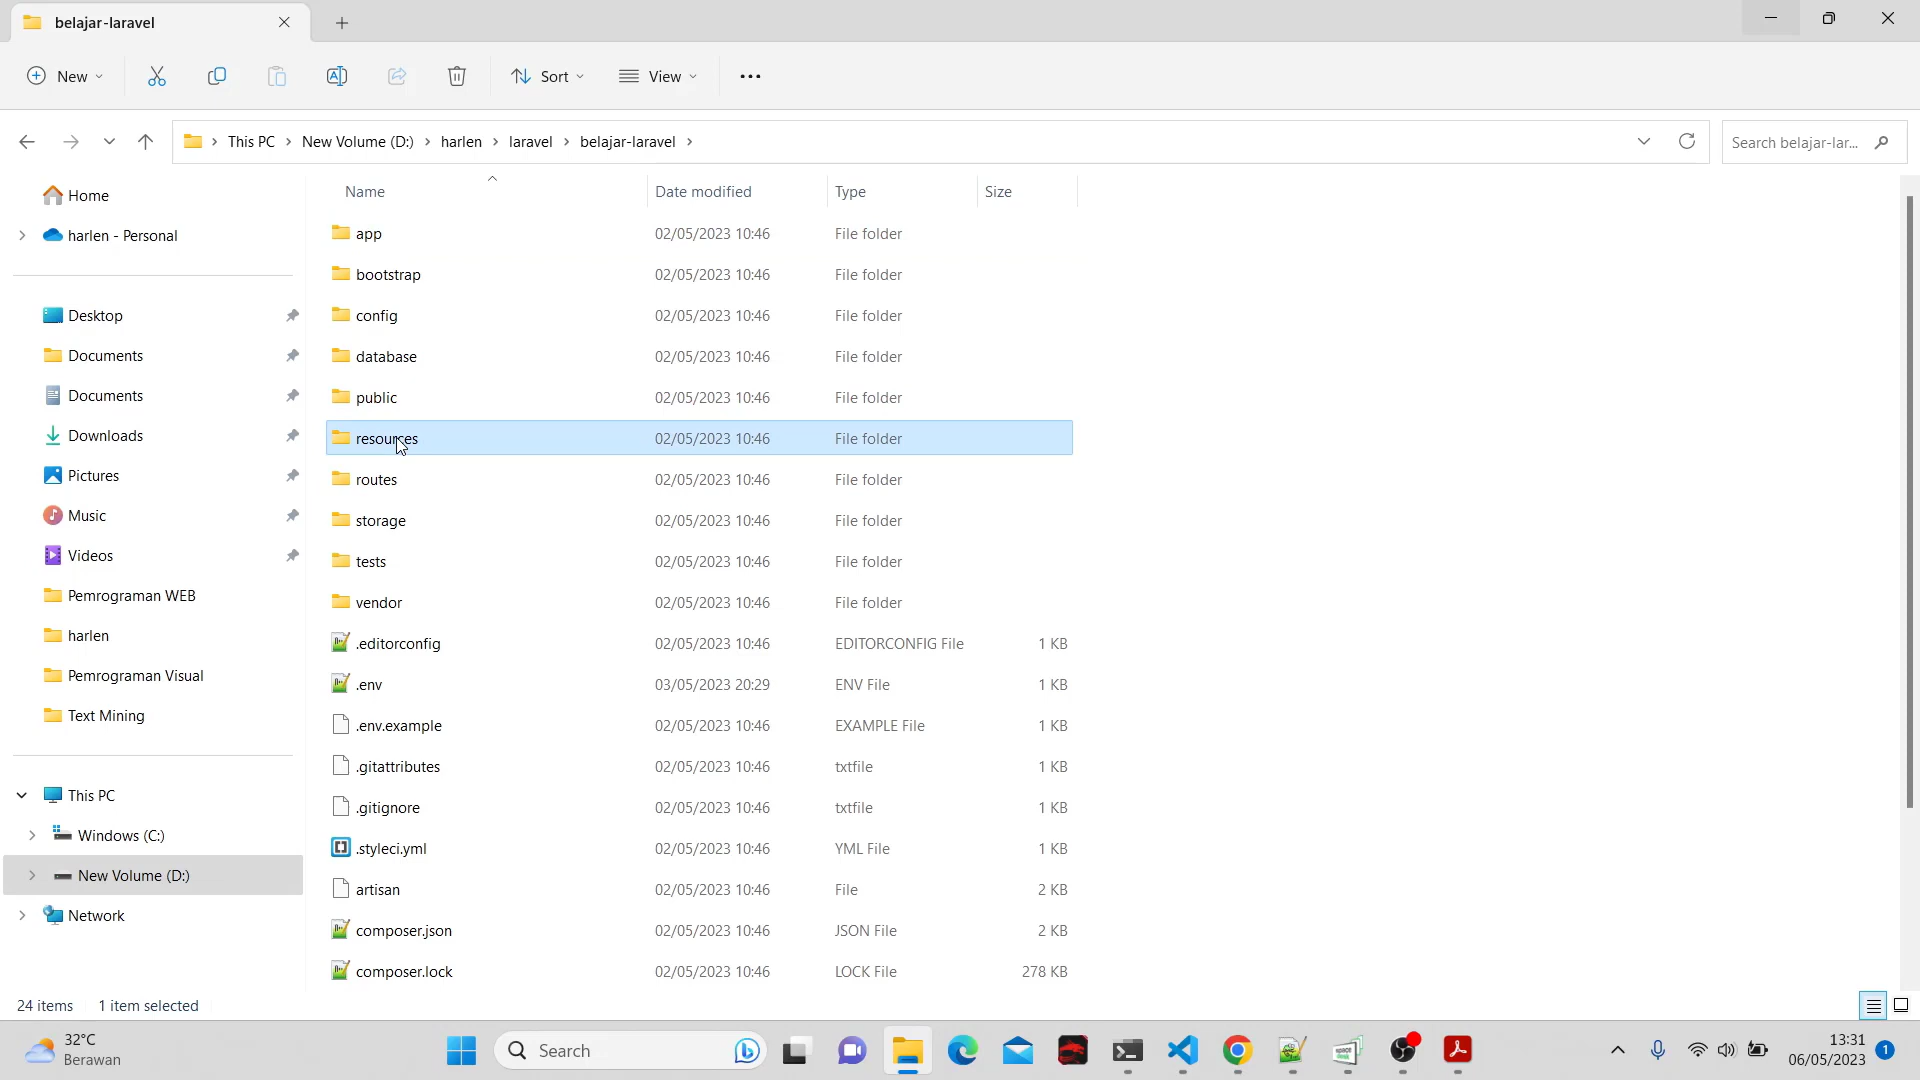 belajar-laravel
New
Sort
View
This PC > New Volume (D:) > harlen > laravel > belajar-laravel >
Search belajar-lar...
Home
harlen - Personal
Desktop
Documents
Documents
Downloads
Pictures
Music
Videos
Pemrograman WEB
harlen
Pemrograman Visual
Text Mining
This PC
Windows (C:)
New Volume (D:)
Network
Name Date modified Type Size
app 02/05/2023 10:46 File folder
bootstrap 02/05/2023 10:46 File folder
config 02/05/2023 10:46 File folder
database 02/05/2023 10:46 File folder
public 02/05/2023 10:46 File folder
resources 02/05/2023 10:46 File folder
routes 02/05/2023 10:46 File folder
storage 02/05/2023 10:46 File folder
tests 02/05/2023 10:46 File folder
vendor 02/05/2023 10:46 File folder
.editorconfig 02/05/2023 10:46 EDITORCONFIG File 1 KB
.env 03/05/2023 20:29 ENV File 1 KB
.env.example 02/05/2023 10:46 EXAMPLE File 1 KB
.gitattributes 02/05/2023 10:46 txtfile 1 KB
.gitignore 02/05/2023 10:46 txtfile 1 KB
.styleci.yml 02/05/2023 10:46 YML File 1 KB
artisan 02/05/2023 10:46 File 2 KB
composer.json 02/05/2023 10:46 JSON File 2 KB
composer.lock 02/05/2023 10:46 LOCK File 278 KB
24 items 1 item selected
32°C
Berawan
Search
13:31
06/05/2023
1